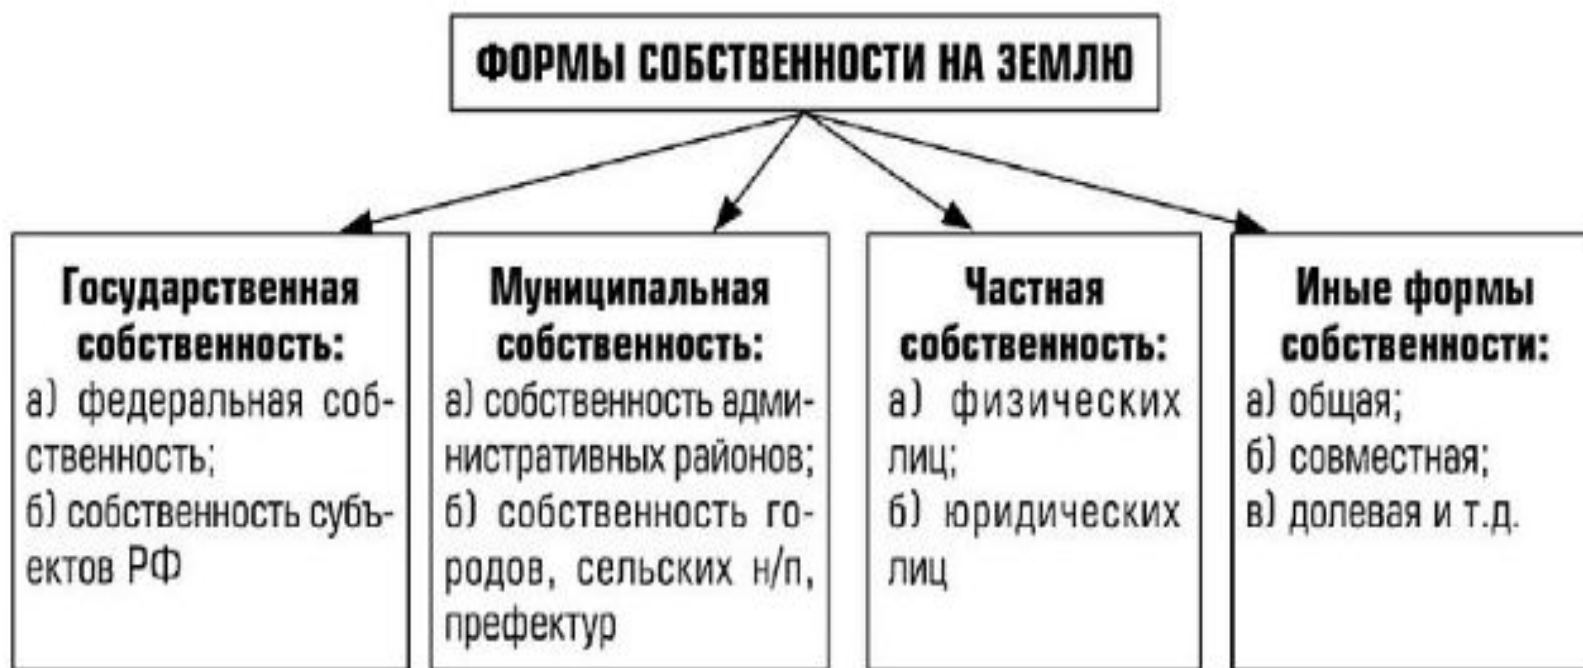 ФОРМЫ СОБСТВЕННОСТИ НА ЗЕМЛЮ
Государственная
собственность:
а) федеральная соб-
ственность;
б) собственность субъ-
ектов РФ
Муниципальная
собственность:
а) собственность адми-
нистративных районов;
б) собственность го-
родов, сельских н/п,
префектур
Частная
собственность:
а) физических
лиц;
б) юридических
лиц
Иные формы
собственности:
а) общая;
б) совместная;
в) долевая и т.д.